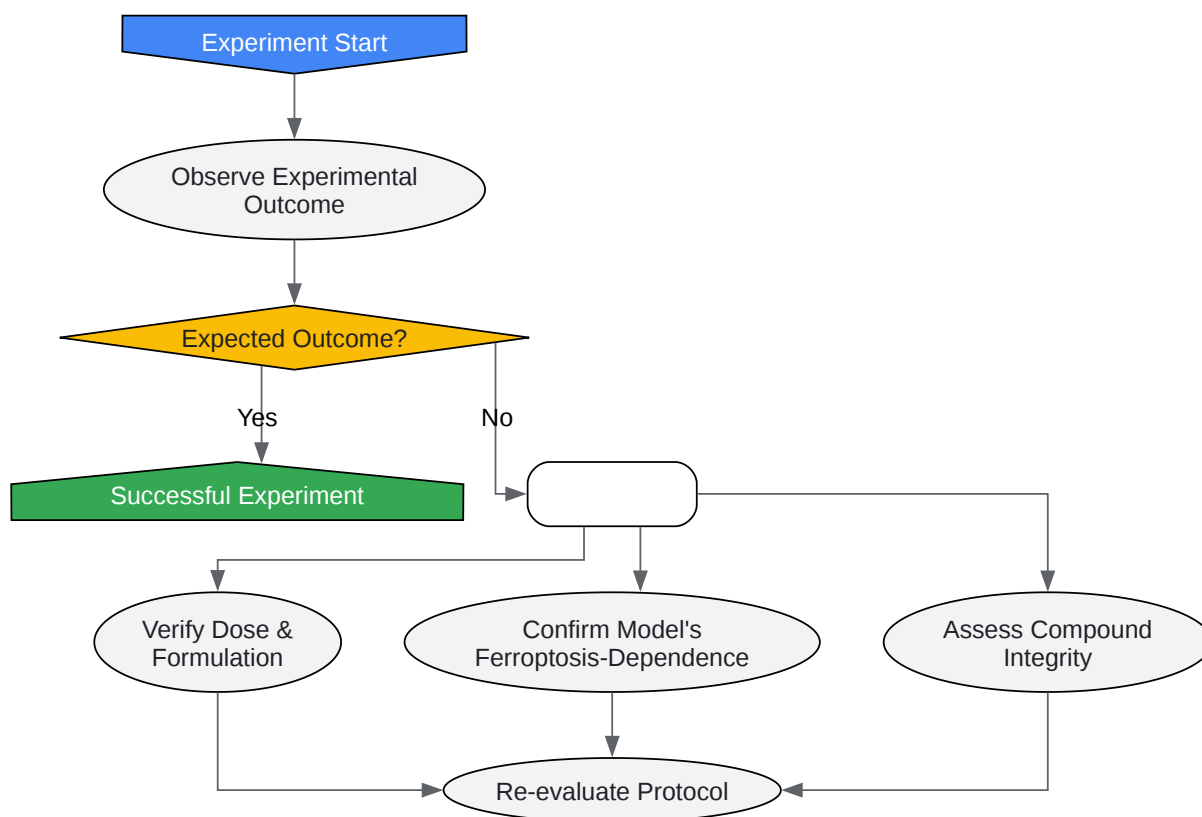 Experiment Start
Observe Experimental
Outcome
Expected Outcome?
Yes
No
Successful Experiment
Verify Dose &
Formulation
Confirm Model's
Ferroptosis-Dependence
Assess Compound
Integrity
Re-evaluate Protocol